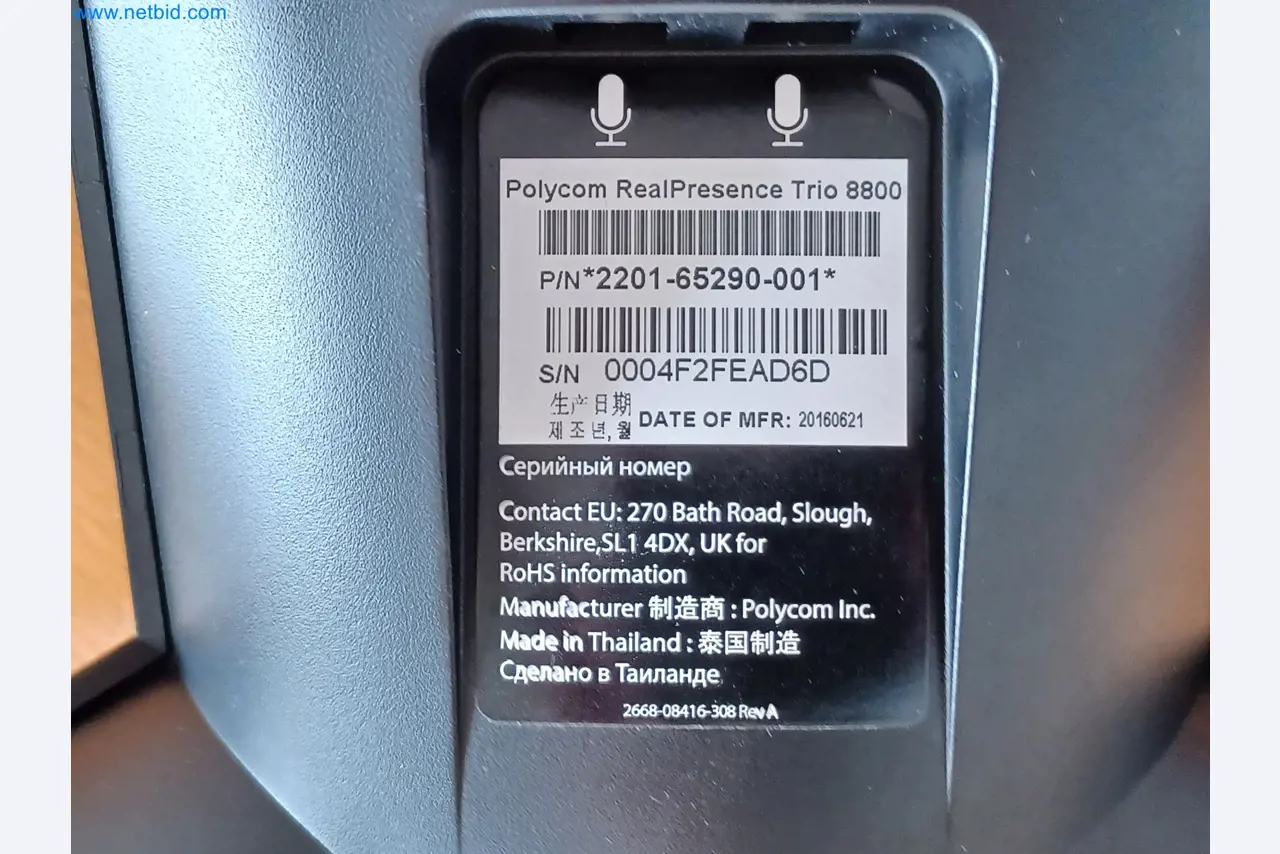 www.netbid.com
Polycom RealPresence Trio 8800
P/N*2201-65290-001*
S/N 0004F2FEAD6D
生产日期
제조년,월 DATE OF MFR: 20160621
Серийный номер
Contact EU: 270 Bath Road, Slough,
Berkshire,SL1 4DX, UK for
RoHS information
Manufacturer 制造商 : Polycom Inc.
Made in Thailand : 泰国制造
Сделано в Таиланде
2668-08416-308 Rev A